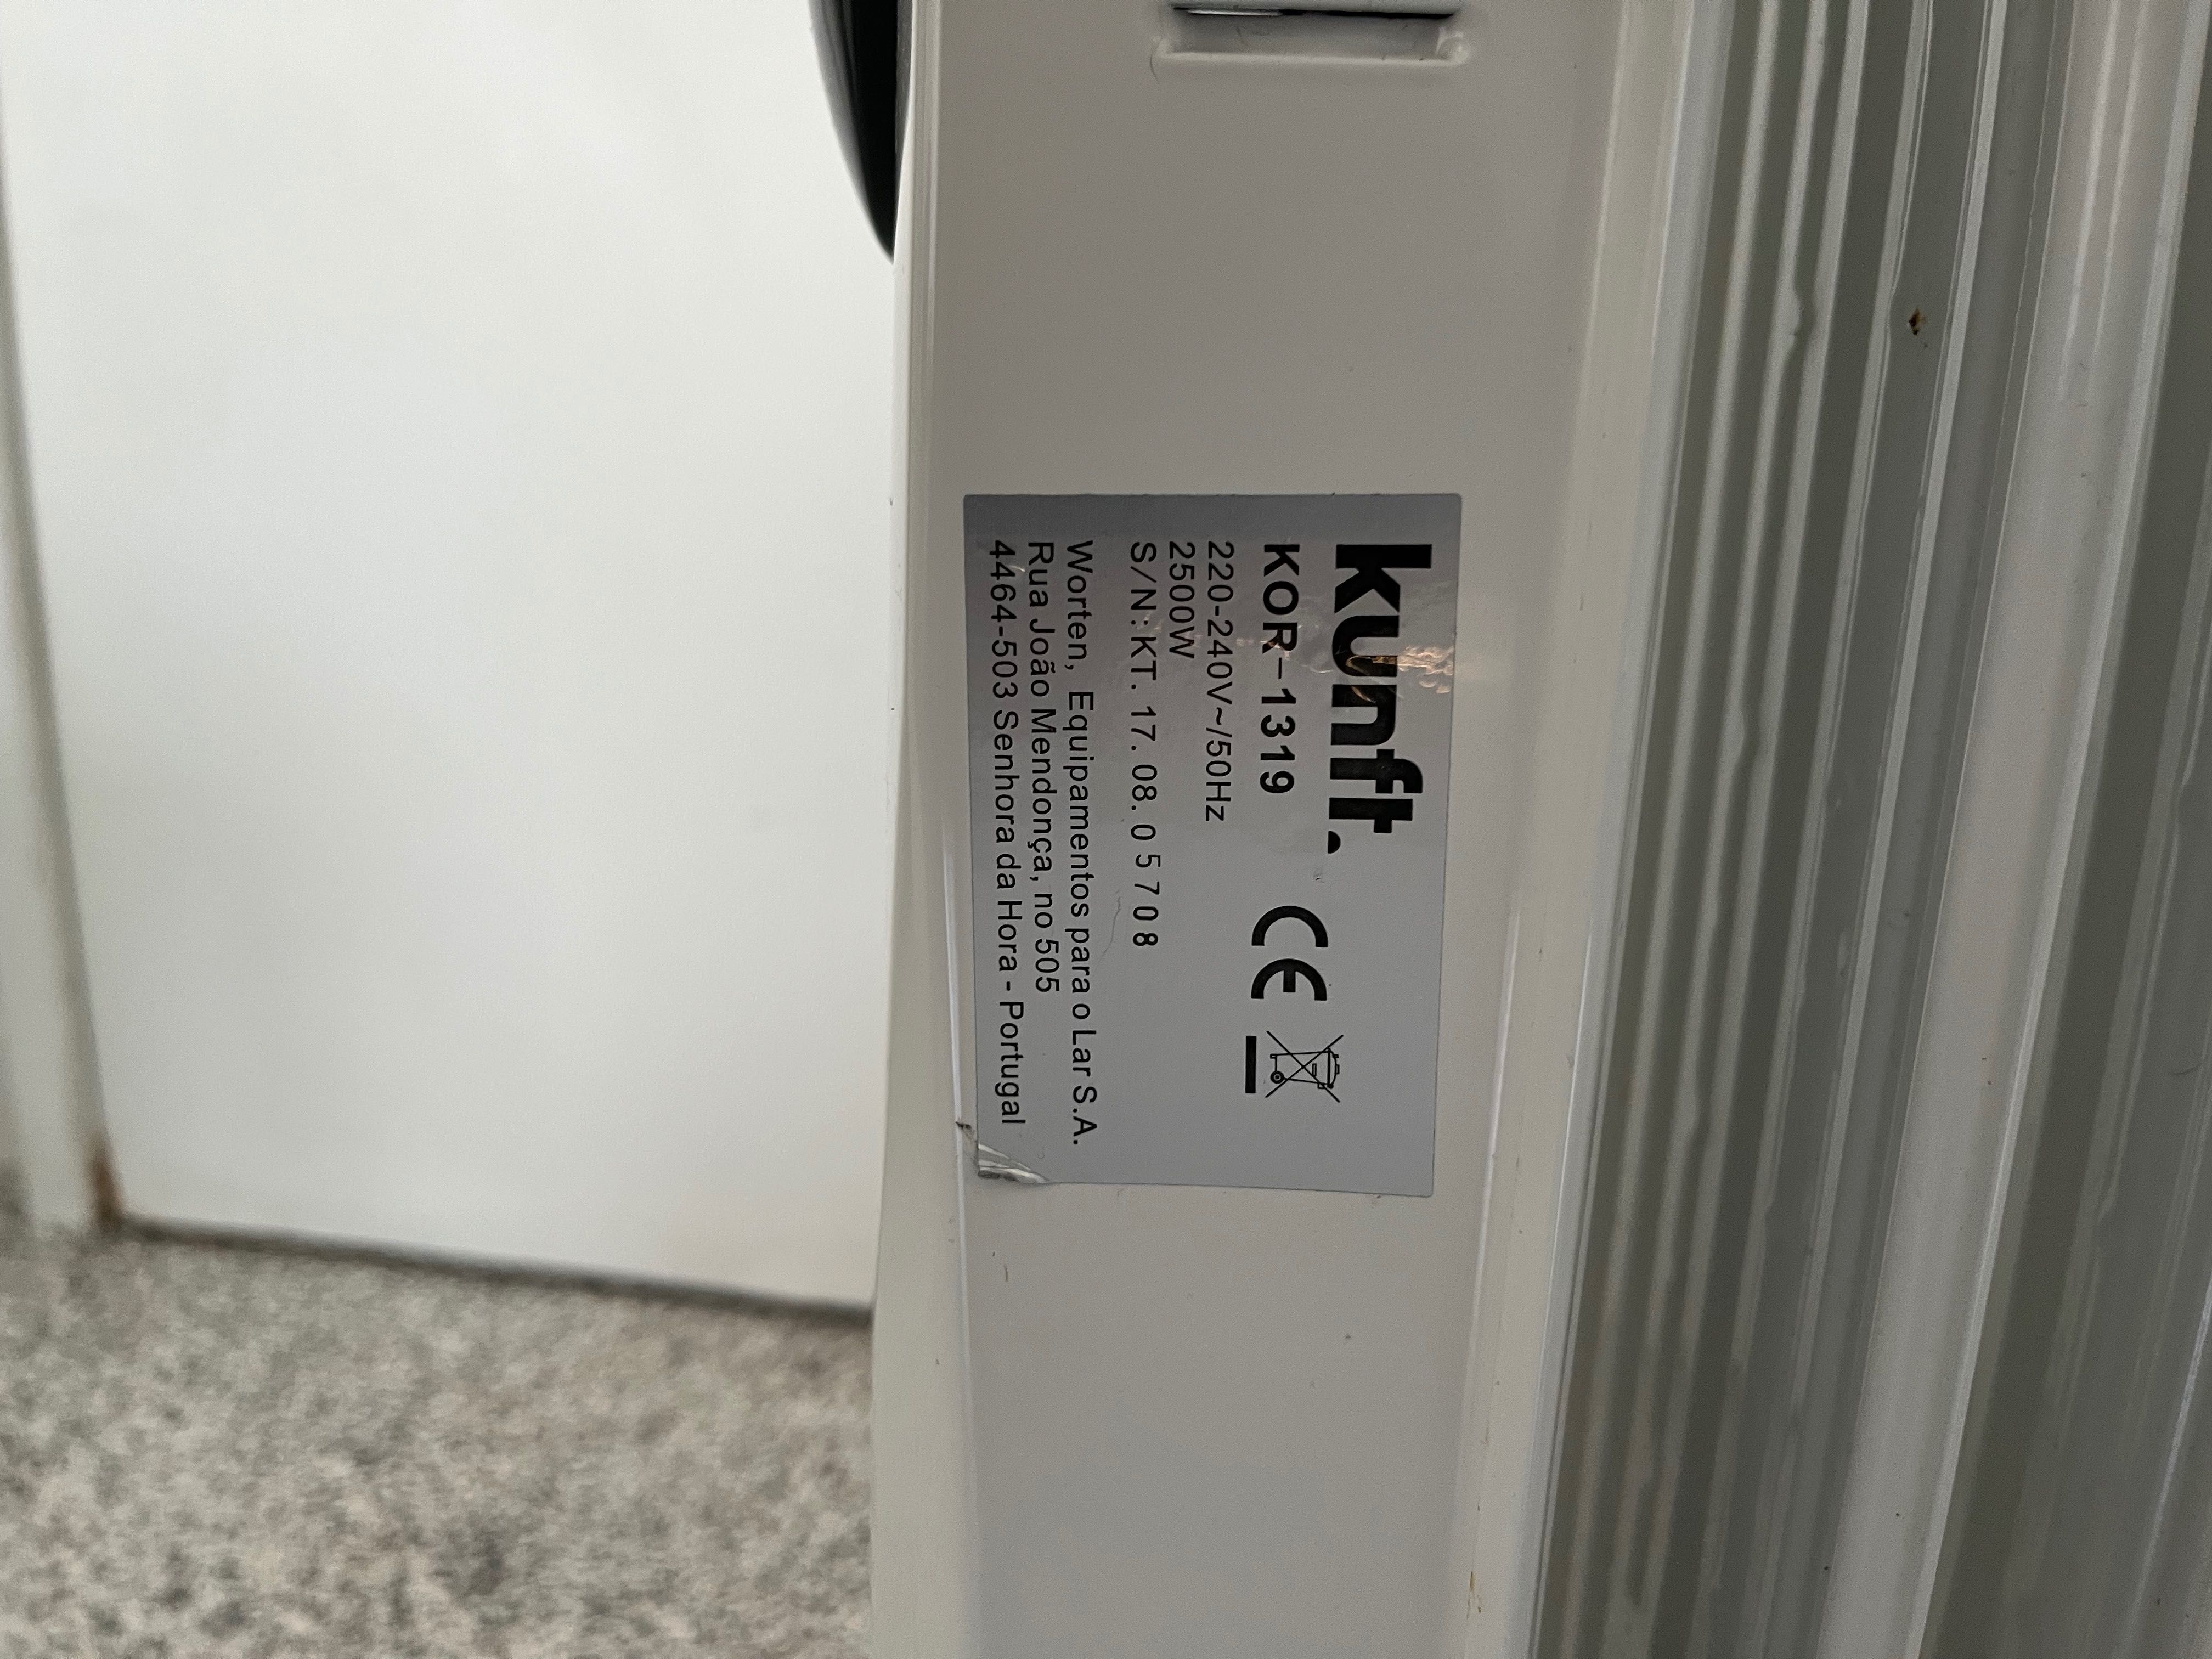 kunft.
KOR-1319
220-240V~/50Hz
2500W
S/N:KT. 17. 08. 0 5 7 0 8
Worten, Equipamentos para o Lar S.A.
Rua João Mendonça, no 505
4464-503 Senhora da Hora - Portugal
CE